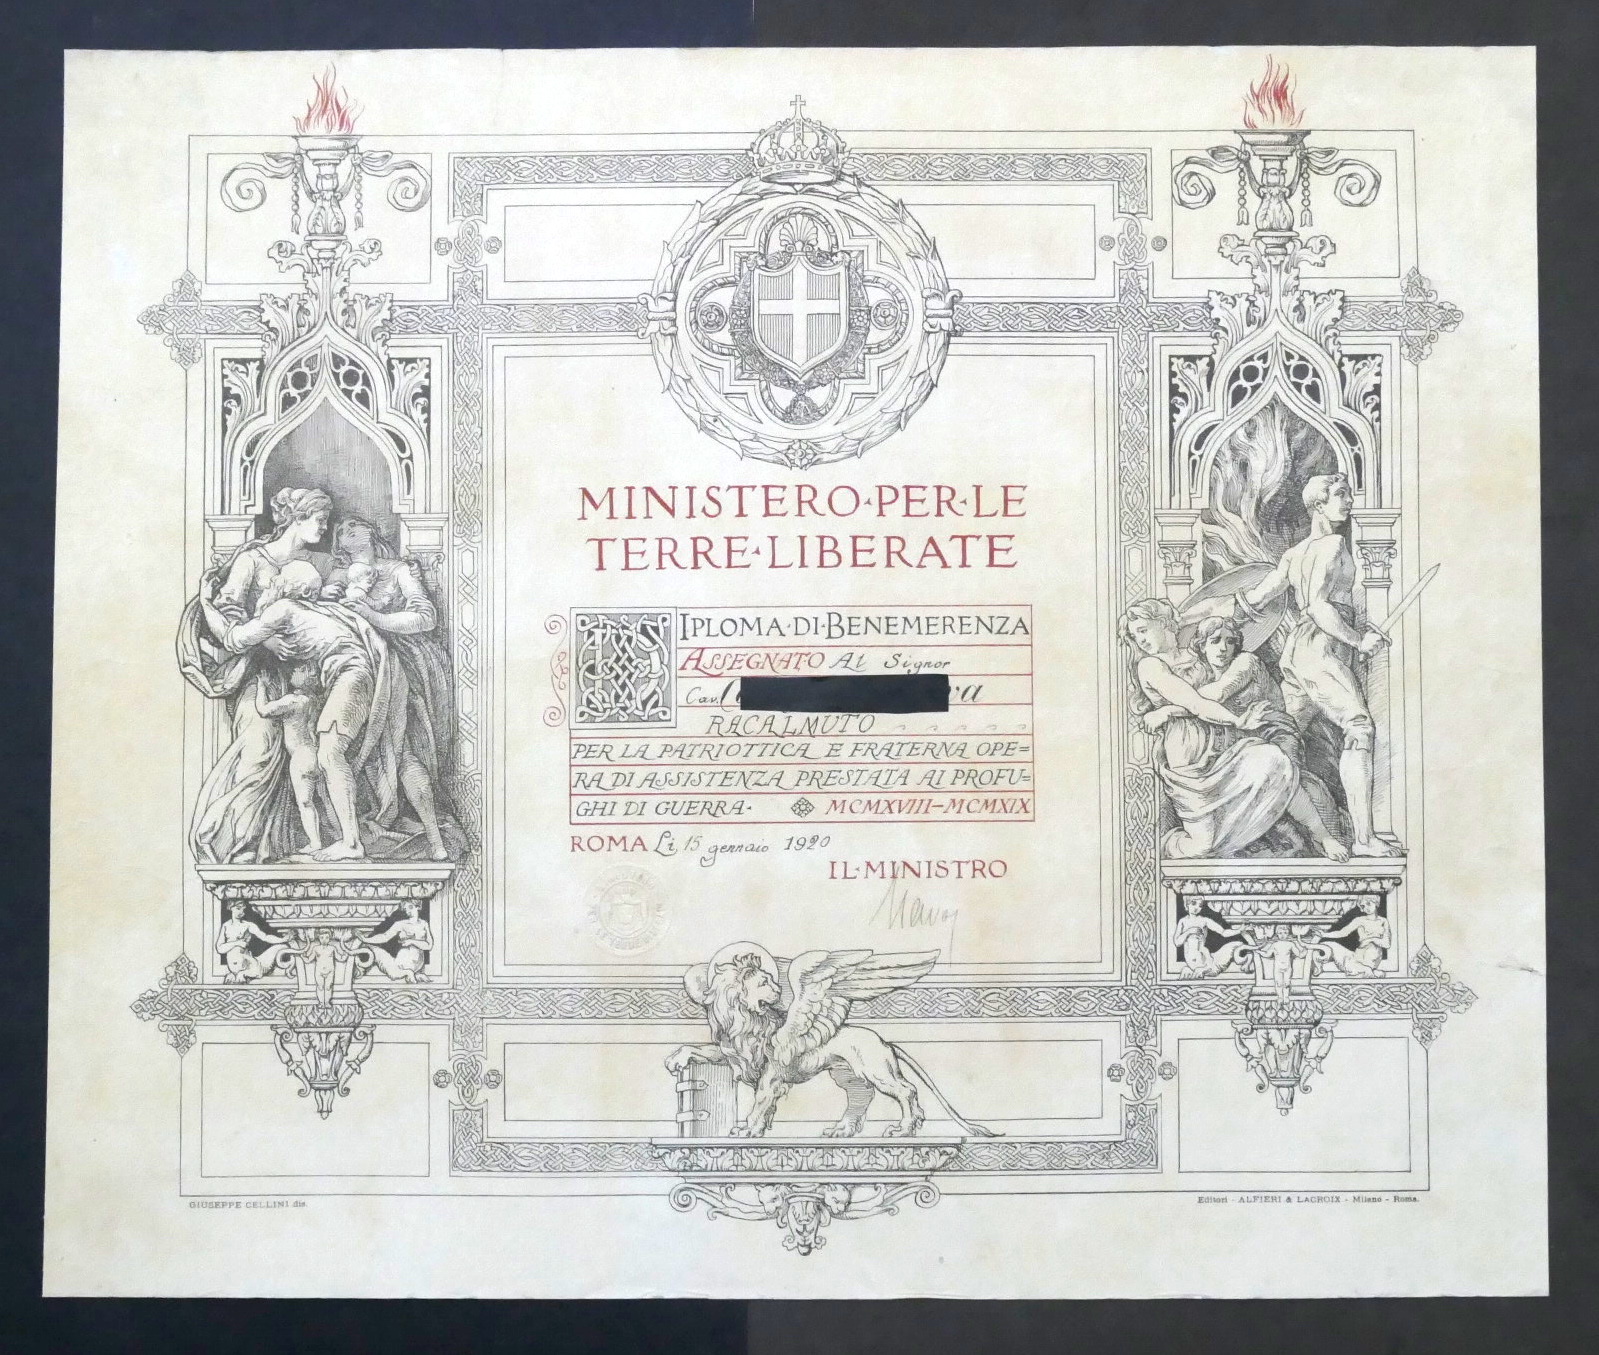 MINISTERO·PER·LE
TERRE·LIBERATE
DIPLOMA·DI·BENEMERENZA
ASSEGNATO Al Signor
Cav.
RACALMUTO
PER LA PATRIOTTICA E FRATERNA OPE=
RA DI ASSISTENZA PRESTATA AI PROFU=
GHI DI GUERRA· MCMXVIII–MCMXIX
ROMA Li, 15 gennaio 1920
IL·MINISTRO
GIUSEPPE CELLINI dis.
Editori - ALFIERI & LACROIX - Milano - Roma.